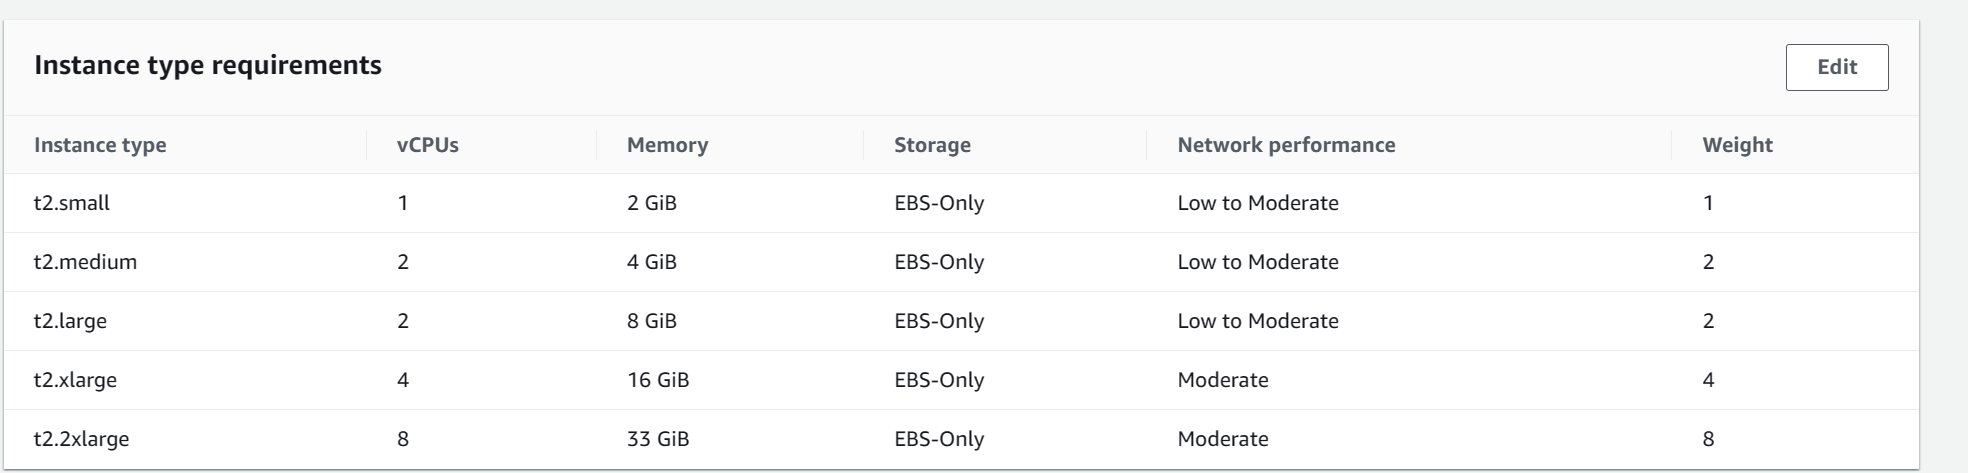 Instance type requirements
Edit
Instance type vCPUs Memory Storage Network performance Weight
t2.small 1 2 GiB EBS-Only Low to Moderate 1
t2.medium 2 4 GiB EBS-Only Low to Moderate 2
t2.large 2 8 GiB EBS-Only Low to Moderate 2
t2.xlarge 4 16 GiB EBS-Only Moderate 4
t2.2xlarge 8 33 GiB EBS-Only Moderate 8